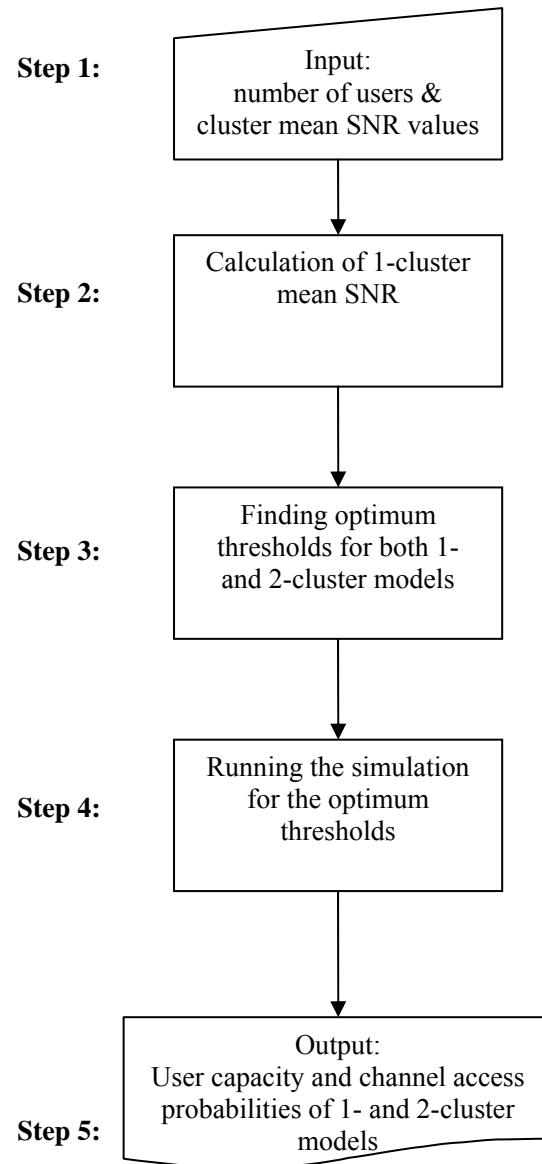 Step 1:
Input:
number of users &
cluster mean SNR values
Step 2:
Calculation of 1-cluster
mean SNR
Step 3:
Finding optimum
thresholds for both 1-
and 2-cluster models
Step 4:
Running the simulation
for the optimum
thresholds
Step 5:
Output:
User capacity and channel access
probabilities of 1- and 2-cluster
models